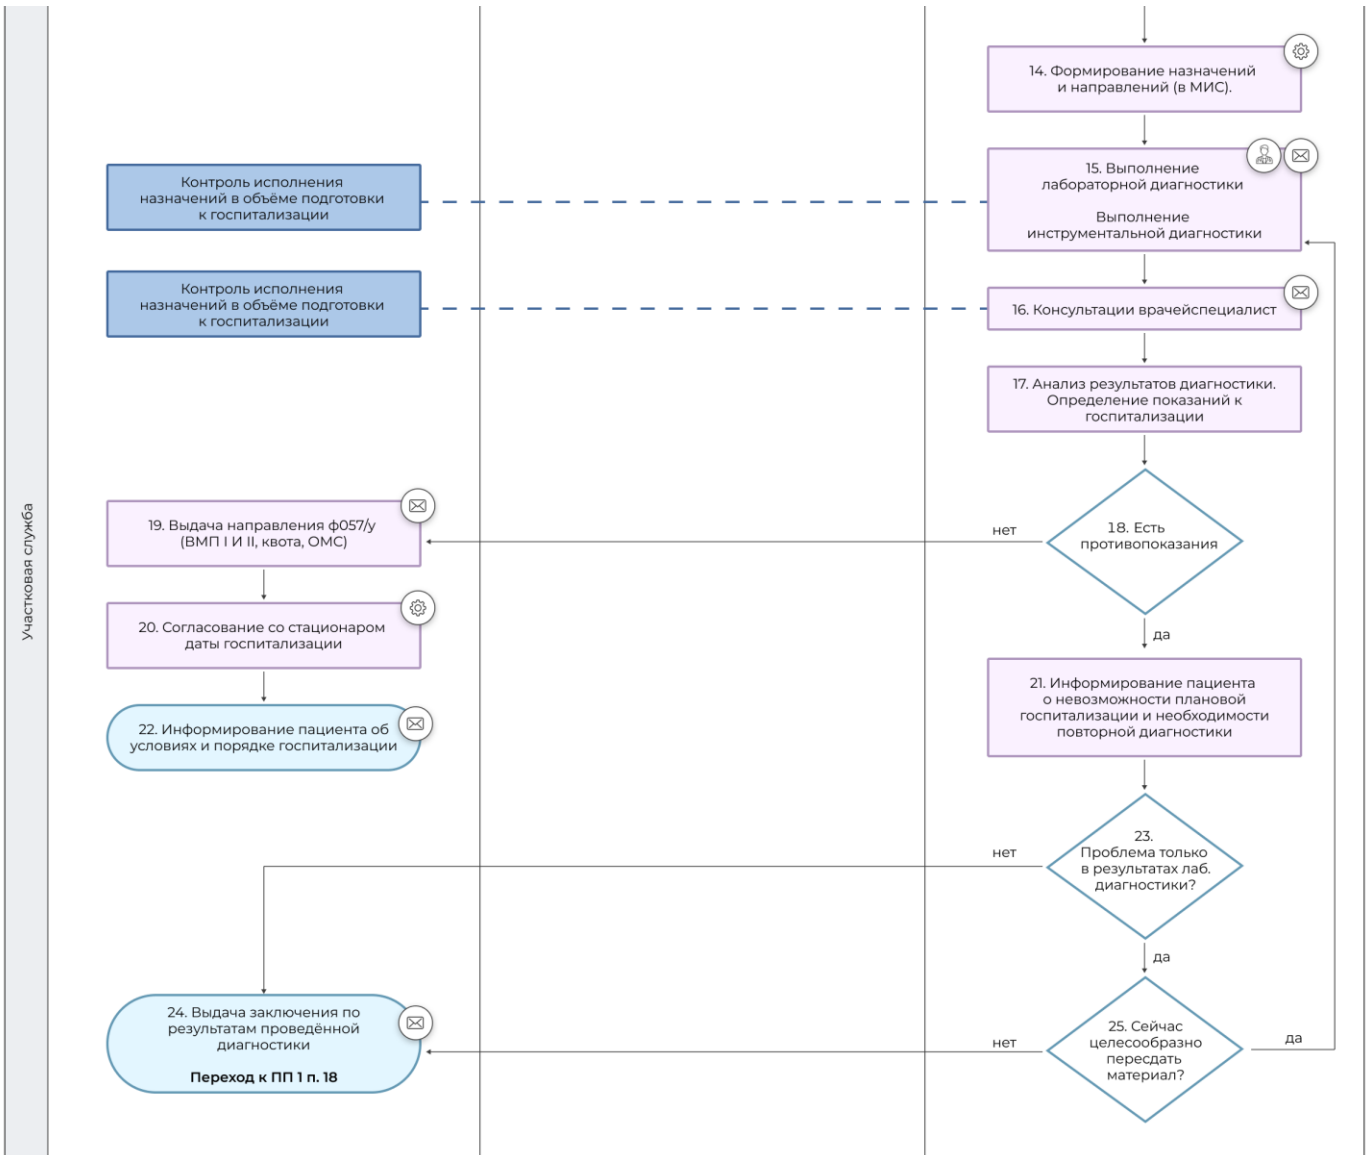 Участковая служба
14. Формирование назначений
и направлений (в МИС).
Контроль исполнения
назначений в объёме подготовки
к госпитализации
15. Выполнение
лабораторной диагностики
Выполнение
инструментальной диагностики
Контроль исполнения
назначений в объёме подготовки
к госпитализации
16. Консультации врачейспециалист
17. Анализ результатов диагностики.
Определение показаний к
госпитализации
18. Есть
противопоказания
нет
да
19. Выдача направления ф057/у
(ВМП I И II, квота, ОМС)
20. Согласование со стационаром
даты госпитализации
21. Информирование пациента
о невозможности плановой
госпитализации и необходимости
повторной диагностики
22. Информирование пациента об
условиях и порядке госпитализации
23.
Проблема только
в результатах лаб.
диагностики?
нет
да
24. Выдача заключения по
результатам проведённой
диагностики
Переход к ПП 1 п. 18
25. Сейчас
целесообразно
пересдать
материал?
нет
да